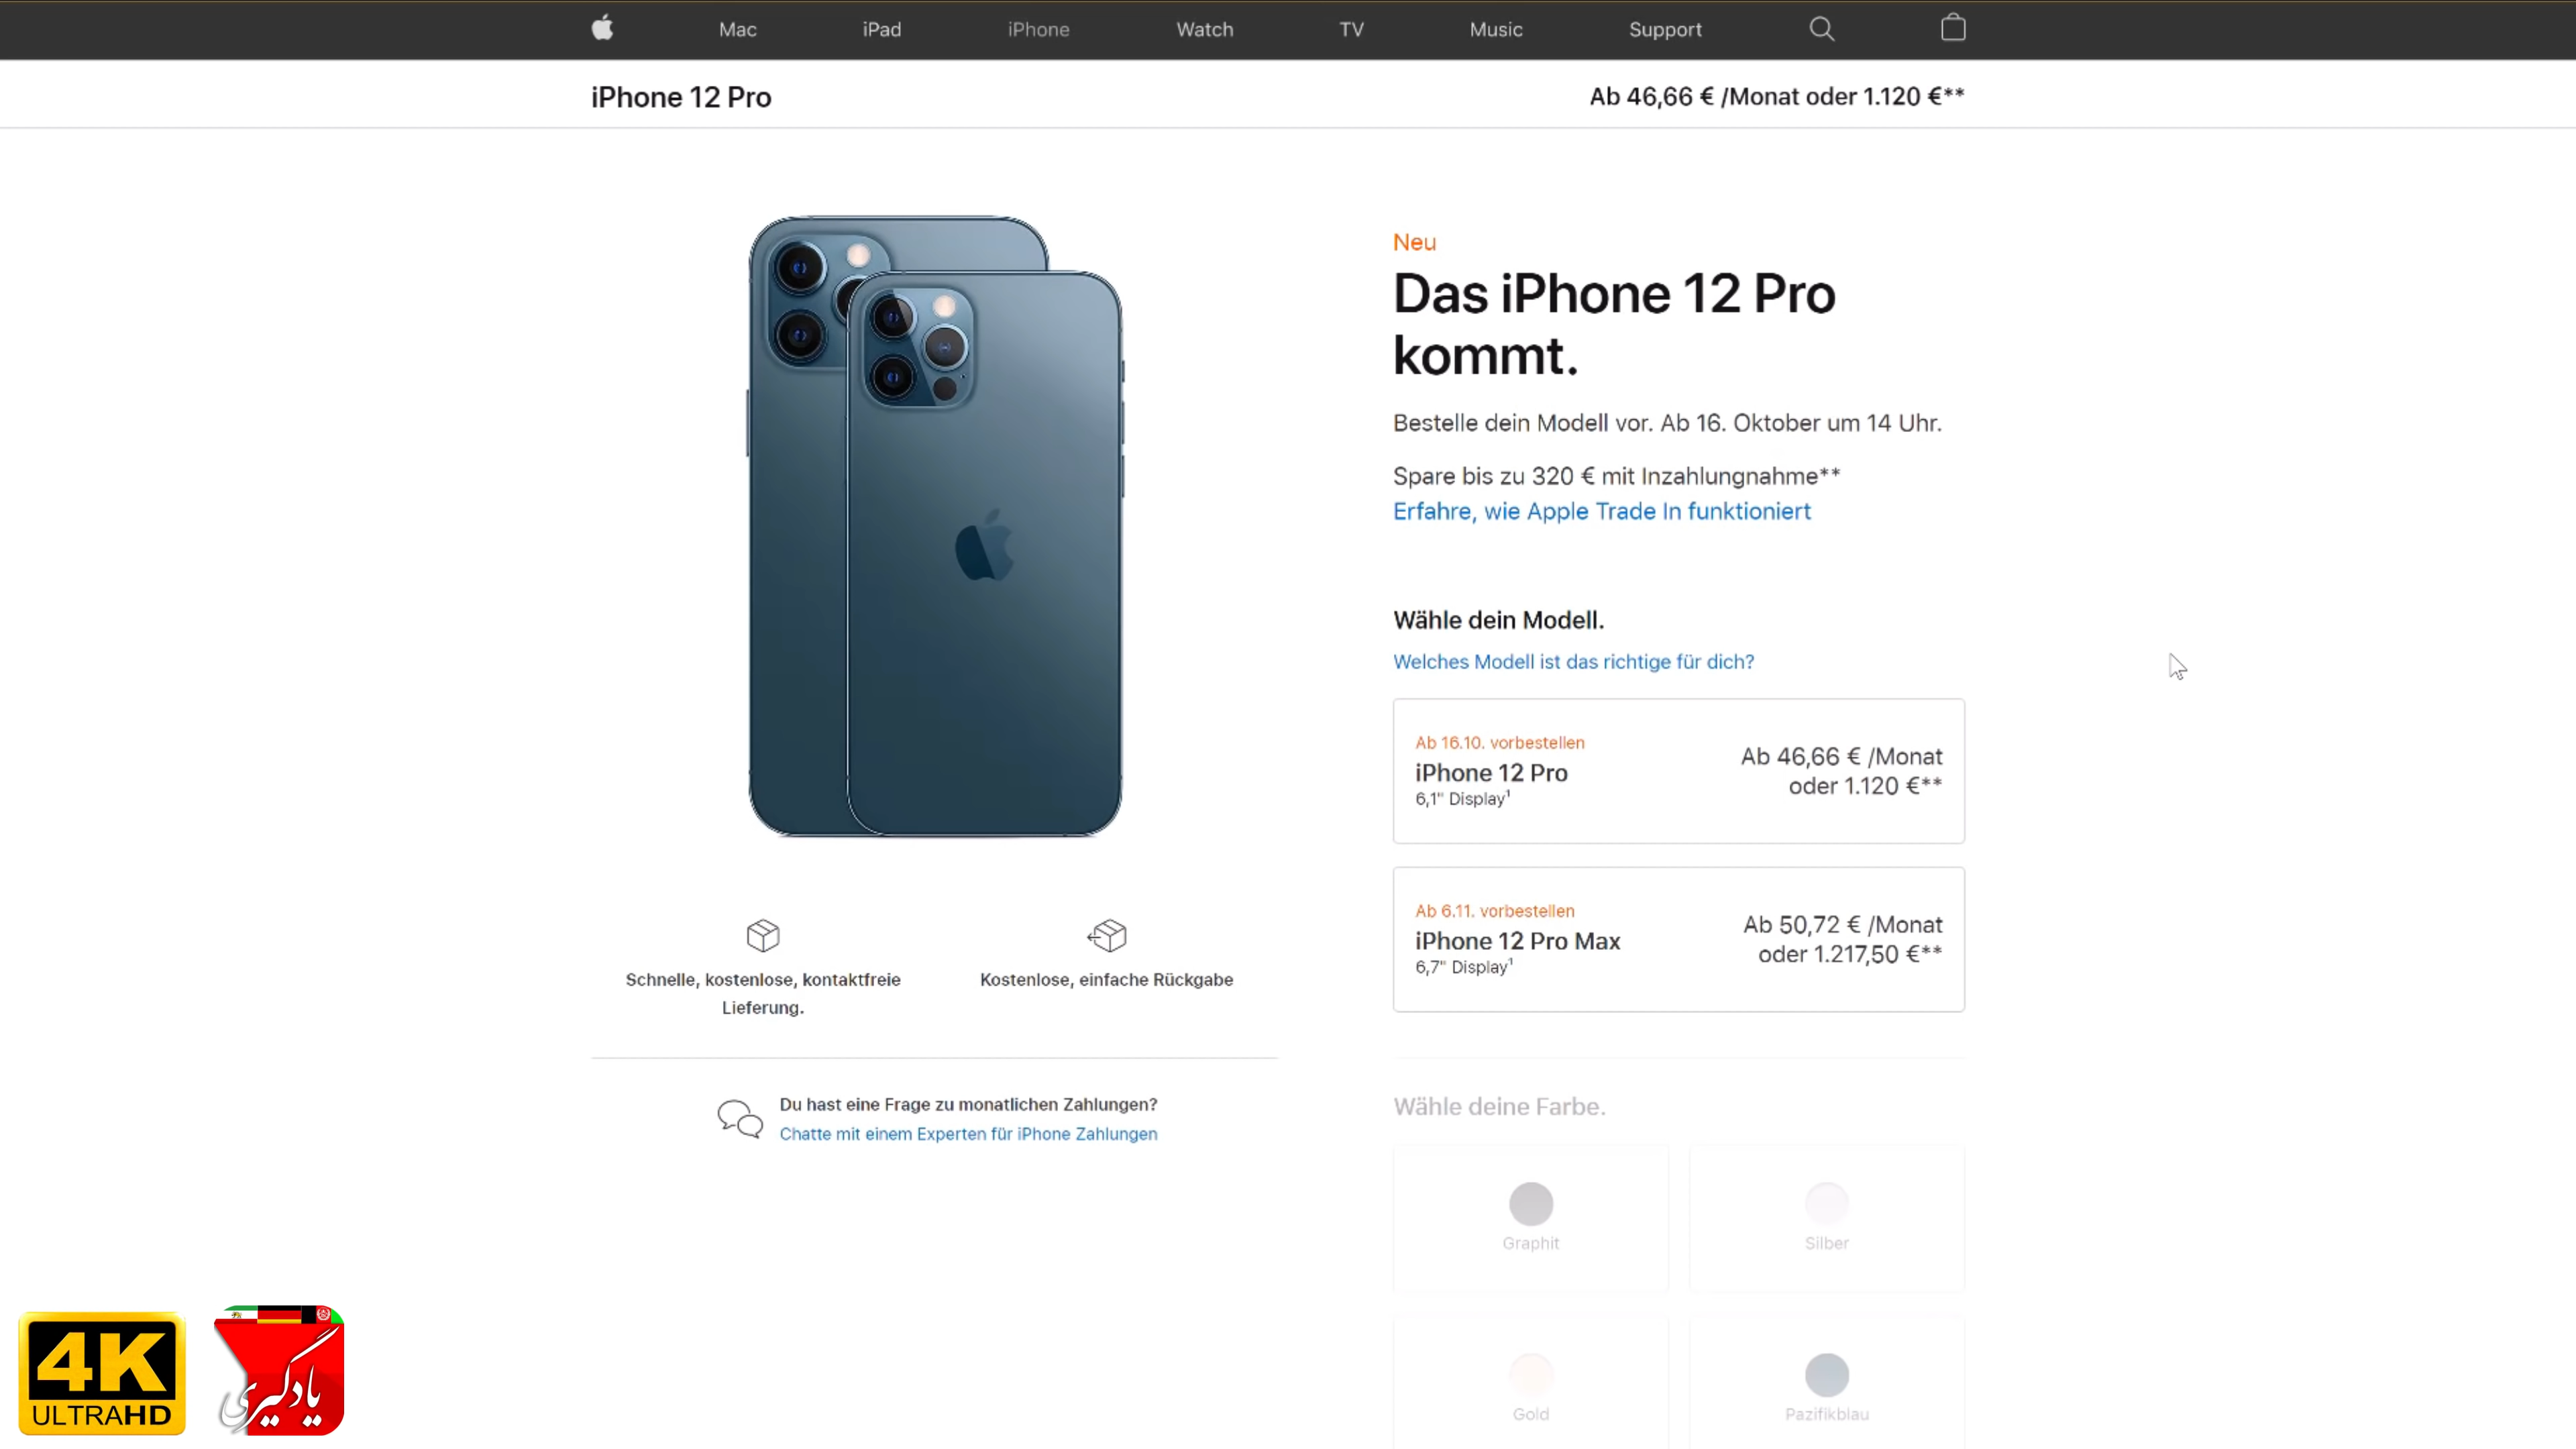 Mac iPad iPhone Watch TV Music Support
iPhone 12 Pro
Ab 46,66 € /Monat oder 1.120 €**
Neu
Das iPhone 12 Pro
kommt.
Bestelle dein Modell vor. Ab 16. Oktober um 14 Uhr.
Spare bis zu 320 € mit Inzahlungnahme**
Erfahre, wie Apple Trade In funktioniert
Wähle dein Modell.
Welches Modell ist das richtige für dich?
Ab 16.10. vorbestellen
iPhone 12 Pro
6,1" Display¹
Ab 46,66 € /Monat
oder 1.120 €**
Ab 6.11. vorbestellen
iPhone 12 Pro Max
6,7" Display¹
Ab 50,72 € /Monat
oder 1.217,50 €**
Schnelle, kostenlose, kontaktfreie
Lieferung.
Kostenlose, einfache Rückgabe
Du hast eine Frage zu monatlichen Zahlungen?
Chatte mit einem Experten für iPhone Zahlungen
Wähle deine Farbe.
Graphit
Silber
Gold
Pazifikblau
4K
ULTRAHD
یادگیری